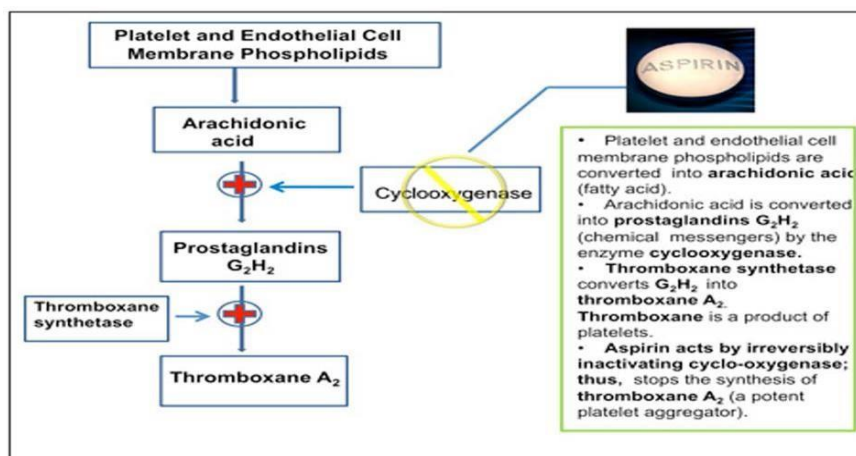 Platelet and Endothelial Cell
Membrane Phospholipids
ASPIRIN
Arachidonic
acid
Cyclooxygenase
Prostaglandins
G₂H₂
Thromboxane
synthetase
Thromboxane A₂
• Platelet and endothelial cell
membrane phospholipids are
converted into arachidonic acid
(fatty acid).
• Arachidonic acid is converted
into prostaglandins G₂H₂
(chemical messengers) by the
enzyme cyclooxygenase.
• Thromboxane synthetase
converts G₂H₂ into
thromboxane A₂.
Thromboxane is a product of
platelets.
• Aspirin acts by irreversibly
inactivating cyclo-oxygenase;
thus, stops the synthesis of
thromboxane A₂ (a potent
platelet aggregator).